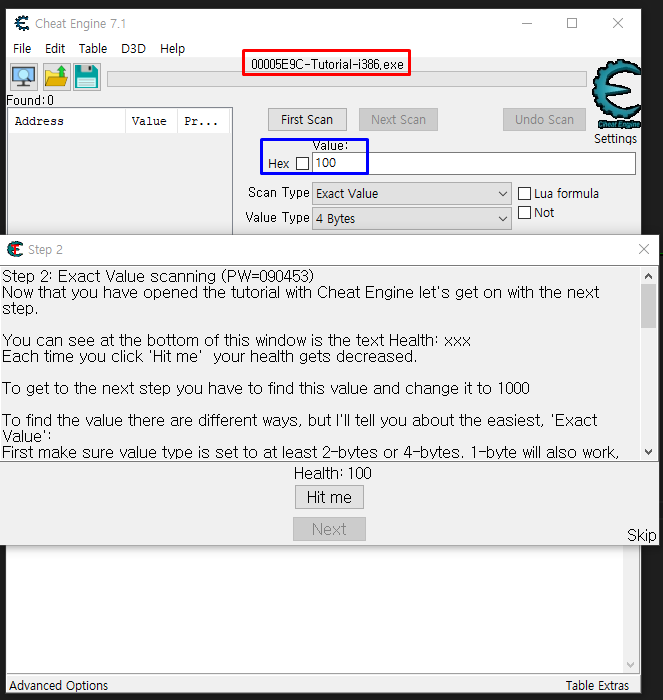 Cheat Engine 7.1
File Edit Table D3D Help
00005E9C-Tutorial-i386.exe
Found:0
Address Value Pr...
First Scan Next Scan Undo Scan
Cheat Engine
Settings
Value:
Hex 100
Scan Type Exact Value Lua formula
Value Type 4 Bytes Not
Step 2
Step 2: Exact Value scanning (PW=090453)
Now that you have opened the tutorial with Cheat Engine let's get on with the next
step.
You can see at the bottom of this window is the text Health: xxx
Each time you click 'Hit me' your health gets decreased.
To get to the next step you have to find this value and change it to 1000
To find the value there are different ways, but I'll tell you about the easiest, 'Exact
Value':
First make sure value type is set to at least 2-bytes or 4-bytes. 1-byte will also work,
Health: 100
Hit me
Next
Skip
Advanced Options Table Extras